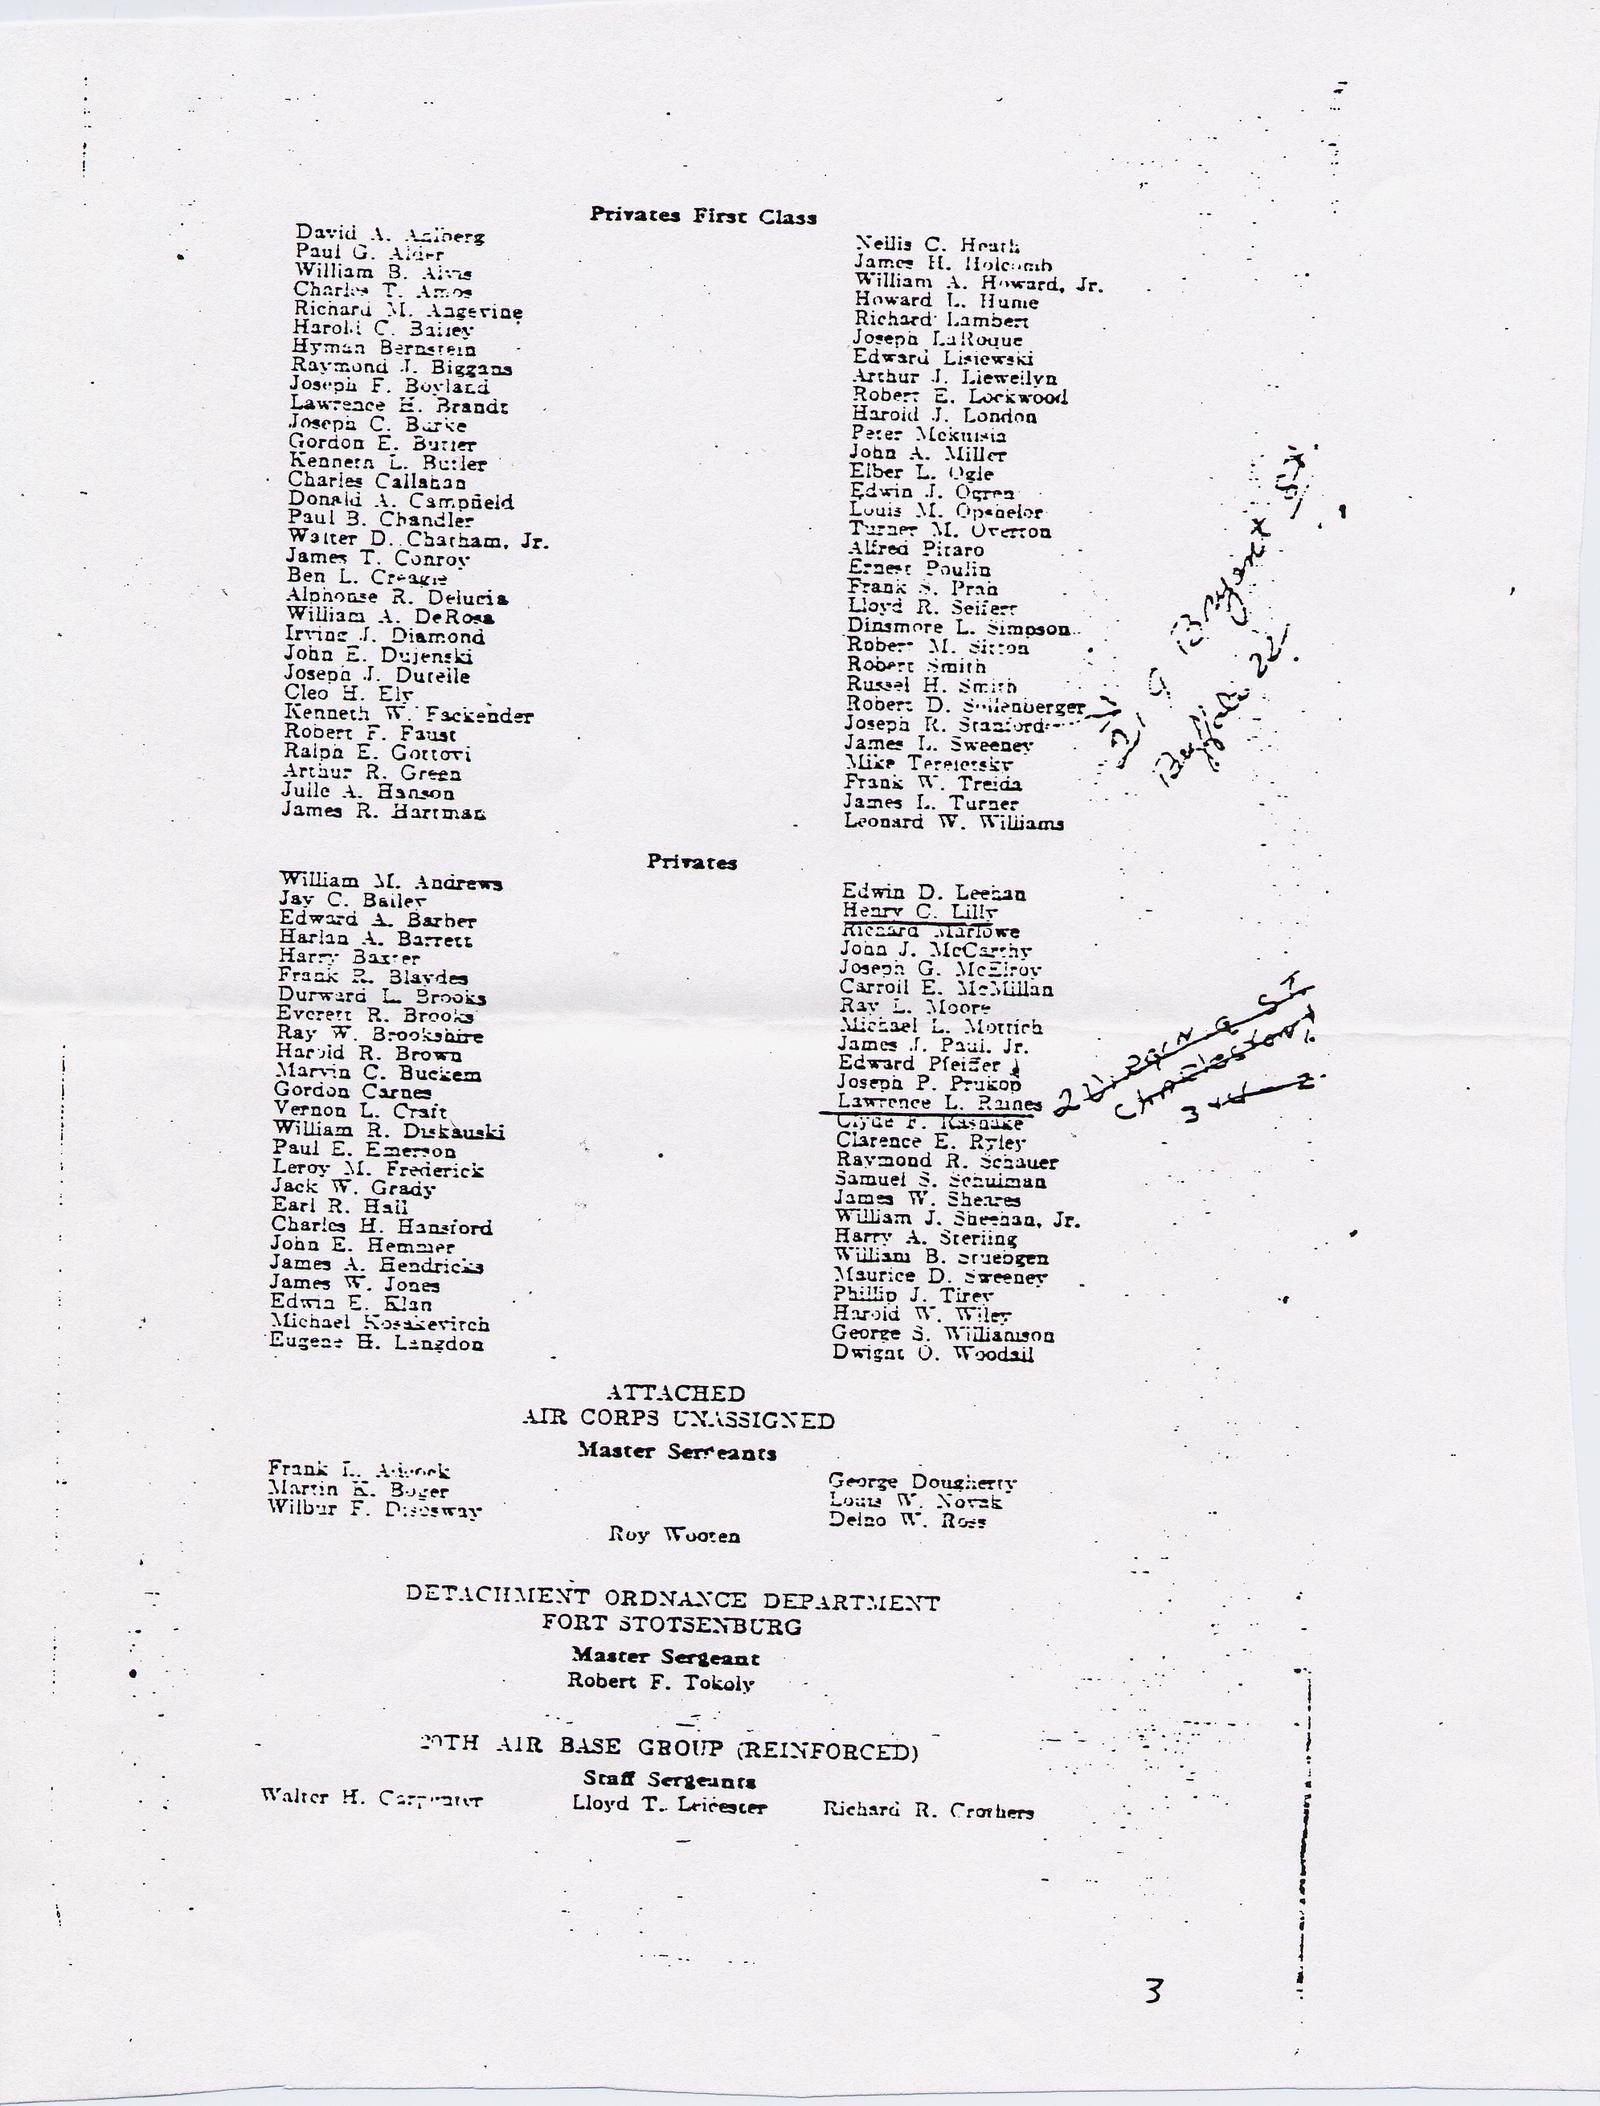 Privates First Class
David A. Aalberg
Paul G. Alder
William B. Alvis
Charles T. Amos
Richard M. Angevine
Harold C. Bailey
Hyman Bernstein
Raymond J. Biggans
Joseph F. Boyland
Lawrence H. Brandt
Joseph C. Burke
Gordon E. Butler
Kenneth L. Butler
Charles Callahan
Donald A. Campfield
Paul B. Chandler
Walter D. Chatham, Jr.
James T. Conroy
Ben L. Creagle
Alphonse R. Delucia
William A. DeRosa
Irving J. Diamond
John E. Dujenski
Joseph J. Dutelle
Cleo H. Ely
Kenneth W. Fackender
Robert F. Faust
Ralph E. Gottovi
Arthur R. Green
Julie A. Hanson
James R. Hartman
Nellis C. Heath
James H. Holcomb
William A. Howard, Jr.
Howard L. Hume
Richard Lambert
Joseph LaRoque
Edward Lisiewski
Arthur J. Llewellyn
Robert E. Lockwood
Harold J. London
Peter
John A. Miller
Elber L. Ogle
Edwin J. Ogren
Louis M. Opsheior
Turner M. Overton
Alfred Pitaro
Ernest Poulin
Frank S. Prah
Lloyd R. Seifert
Dinsmore L. Simpson
Robert M. Sitton
Robert Smith
Russel H. Smith
Robert D. Sollenberger
Joseph R. Stanford
James L. Sweeney
Mike
Frank W. Treida
James L. Turner
Leonard W. Williams
Bryant St.
Buffalo 22
Privates
William M. Andrews
Jay C. Bailey
Edward A. Barber
Harlan A. Barrett
Harry Baxter
Frank R. Blaydes
Durward L. Brooks
Everett R. Brooks
Ray W. Brookshire
Harold R. Brown
Marvin C. Buckem
Gordon Carnes
Vernon L. Craft
William R. Diskauski
Paul E. Emerson
Leroy M. Frederick
Jack W. Grady
Earl R. Hall
Charles H. Hansford
John E. Hemmer
James A. Hendricks
James W. Jones
Edwin E. Klan
Michael Kosakevitch
Eugene H. Langdon
Edwin D. Leehan
Henry C. Lilly
Richard Marlowe
John J. McCarthy
Joseph G. McElroy
Carroll E. McMillan
Ray L. Moore
Michael L. Mottich
James J. Paul, Jr.
Edward Pfeiffer
Joseph P. Prukop
Lawrence L. Raines
Clyde F. Rasnake
Clarence E. Ryley
Raymond R. Schauer
Samuel S. Schulman
James W. Sheares
William J. Sheehan, Jr.
Harry A. Sterling
William B. Stuebgen
Maurice D. Sweeney
Phillip J. Tirey
Harold W. Wiley
George S. Williamson
Dwight O. Woodall
Charleston
ATTACHED
AIR CORPS UNASSIGNED
Master Sergeants
Frank L. Adcock
Martin K. Boger
Wilbur F. Disosway
George Dougherty
Louis W. Novak
Delno W. Ross
Roy Wooten
DETACHMENT ORDNANCE DEPARTMENT
FORT STOTSENBURG
Master Sergeant
Robert F. Tokoly
20TH AIR BASE GROUP (REINFORCED)
Staff Sergeants
Walter H. Carpenter
Lloyd T. Leicester
Richard R. Crothers
3